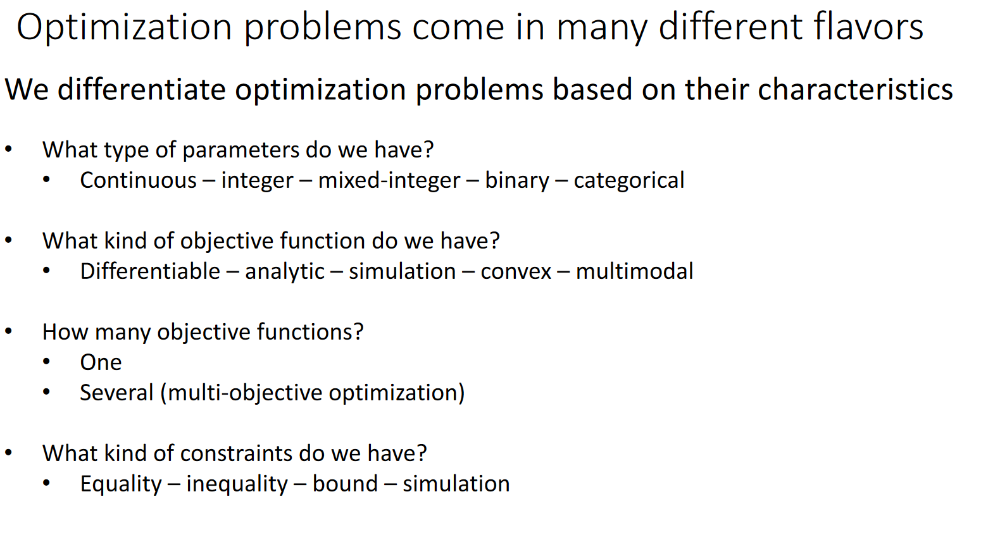 Optimization problems come in many different flavors
We differentiate optimization problems based on their characteristics
• What type of parameters do we have?
• Continuous – integer – mixed-integer – binary – categorical
• What kind of objective function do we have?
• Differentiable – analytic – simulation – convex – multimodal
• How many objective functions?
• One
• Several (multi-objective optimization)
• What kind of constraints do we have?
• Equality – inequality – bound – simulation